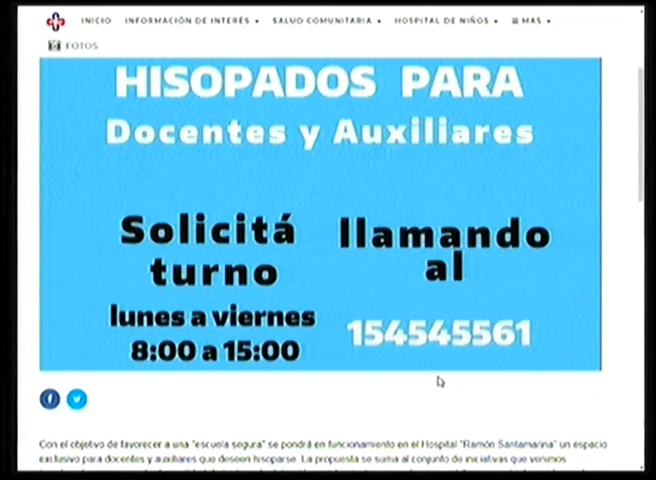 INICIO INFORMACIÓN DE INTERÉS SALUD COMUNITARIA HOSPITAL DE NIÑOS MAS
FOTOS
HISOPADOS PARA
Docentes y Auxiliares
Solicitá
turno
lunes a viernes
8:00 a 15:00
llamando
al
154545561
Con el objetivo de favorecer a una "escuela segura" se pondrá en funcionamiento en el Hospital "Ramón Santamarina" un espacio
exclusivo para docentes y auxiliares que deseen hisoparse. La propuesta se suma al conjunto de iniciativas que venimos